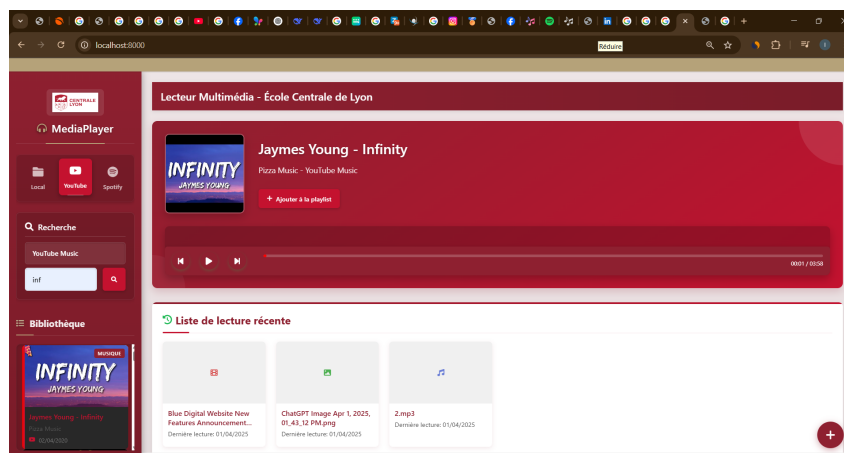 localhost:8000
Réduire
CENTRALE
LYON
MediaPlayer
Local
YouTube
Spotify
Recherche
YouTube Music
inf
Bibliothèque
MUSIQUE
INFINITY
JAYMES YOUNG
Jaymes Young - Infinity
Pizza Music
02/04/2025
Lecteur Multimédia - École Centrale de Lyon
INFINITY
JAYMES YOUNG
Jaymes Young - Infinity
Pizza Music - YouTube Music
+ Ajouter à la playlist
00:01 / 03:58
Liste de lecture récente
Blue Digital Website New
Features Announcement...
Dernière lecture: 01/04/2025
ChatGPT Image Apr 1, 2025,
01_43_12 PM.png
Dernière lecture: 01/04/2025
2.mp3
Dernière lecture: 01/04/2025
+